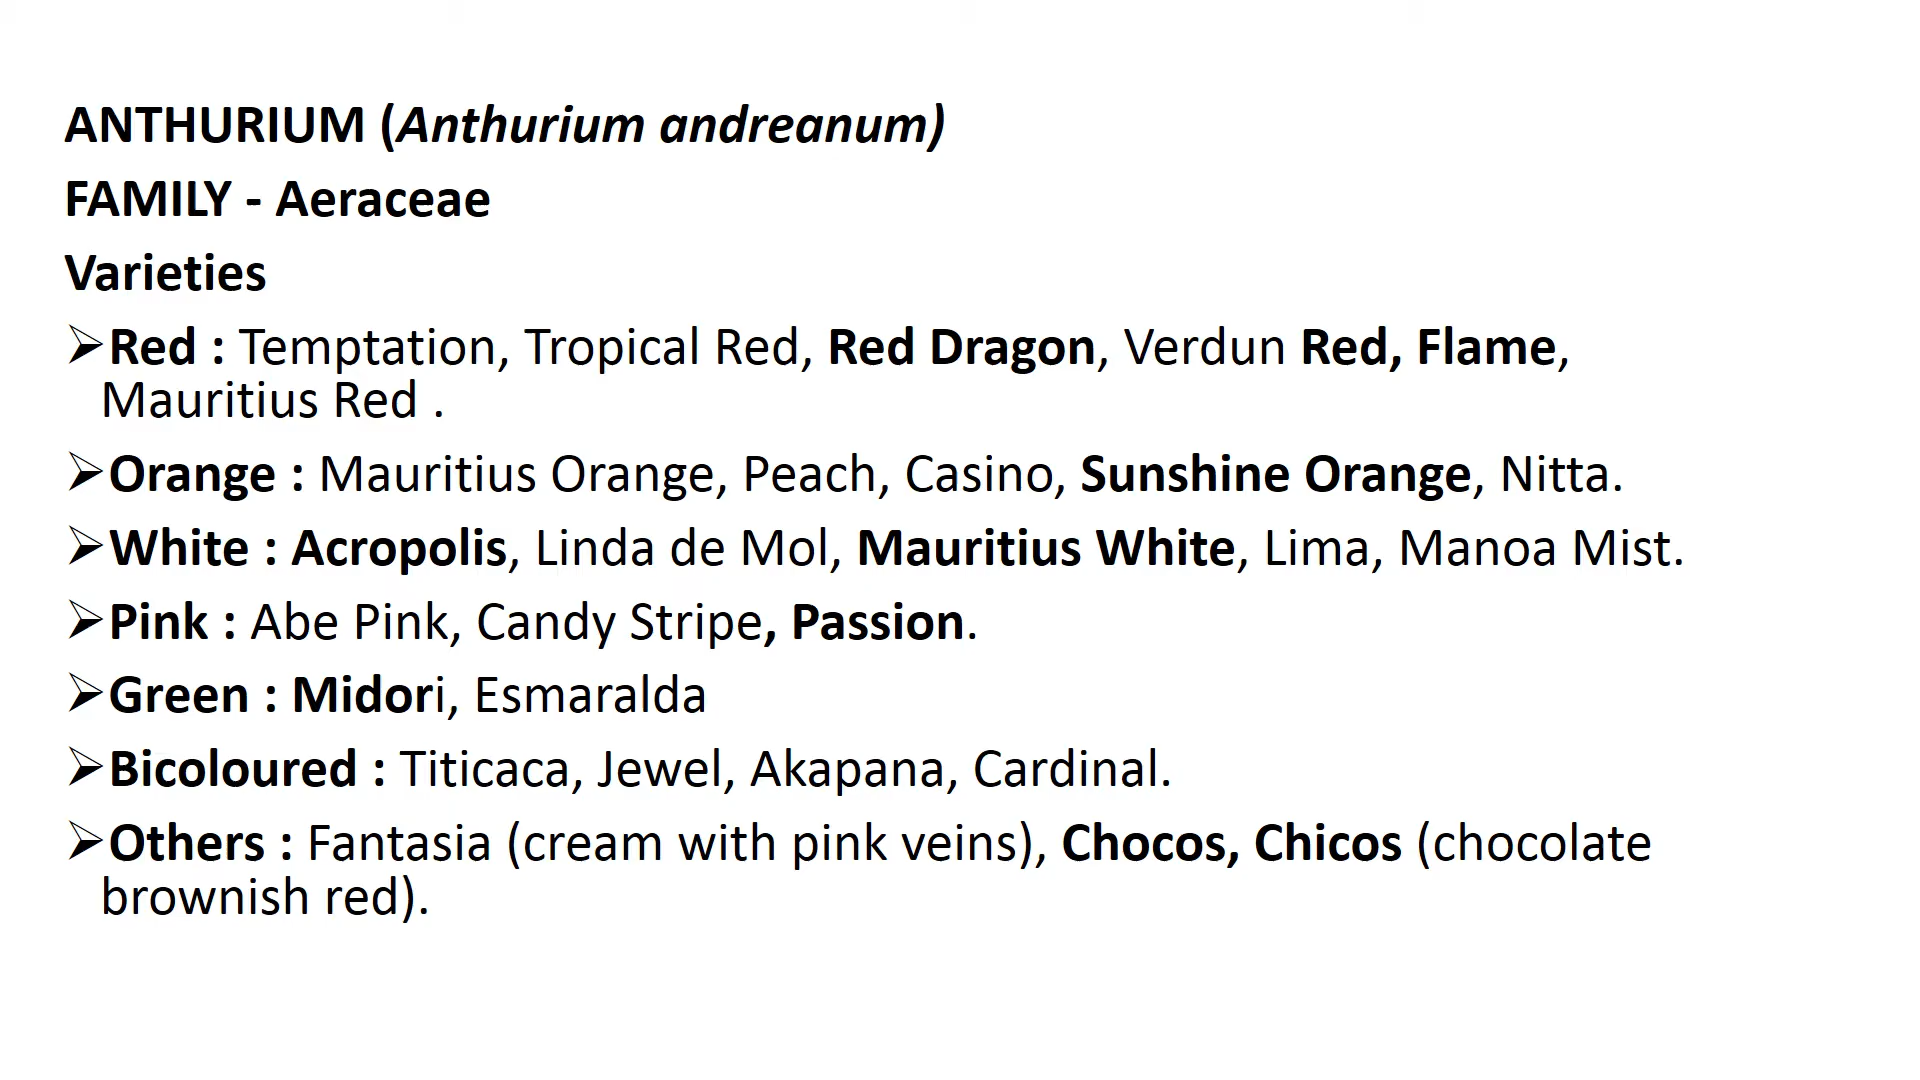 ANTHURIUM (Anthurium andreanum)
FAMILY - Aeraceae
Varieties
➢Red : Temptation, Tropical Red, Red Dragon, Verdun Red, Flame,
Mauritius Red .
➢Orange : Mauritius Orange, Peach, Casino, Sunshine Orange, Nitta.
➢White : Acropolis, Linda de Mol, Mauritius White, Lima, Manoa Mist.
➢Pink : Abe Pink, Candy Stripe, Passion.
➢Green : Midori, Esmaralda
➢Bicoloured : Titicaca, Jewel, Akapana, Cardinal.
➢Others : Fantasia (cream with pink veins), Chocos, Chicos (chocolate
brownish red).